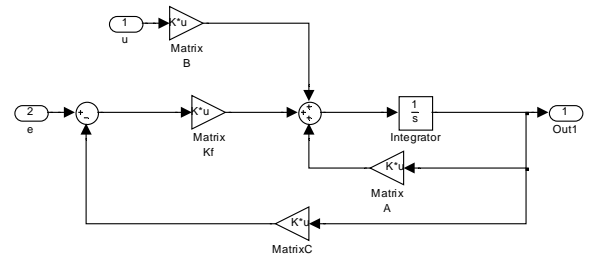 1
u
K*u
Matrix
B
2
e
+
−
K*u
Matrix
Kf
+
+
+
1
s
Integrator
1
Out1
K*u
Matrix
A
K*u
MatrixC